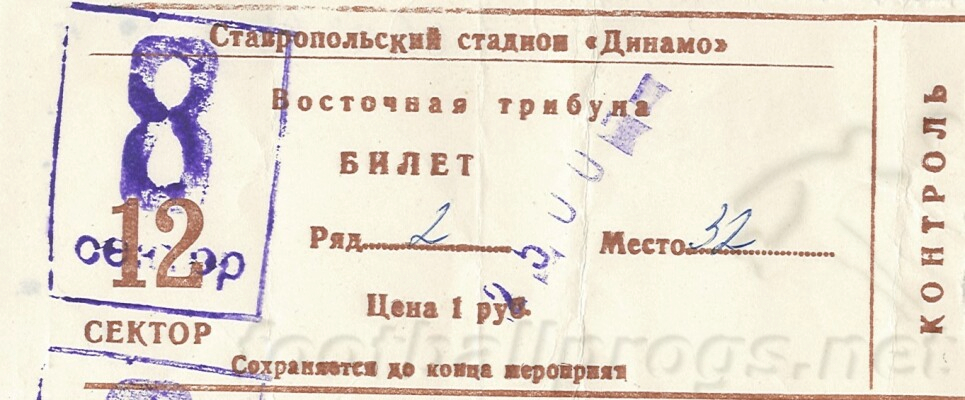 Ставропольский стадион «Динамо»
Восточная трибуна
БИЛЕТ
8
сектор
12
СЕКТОР
Ряд 2
Место 32
Цена 1 руб.
Сохраняется до конца мероприят
КОНТРОЛЬ
footballprogs.net